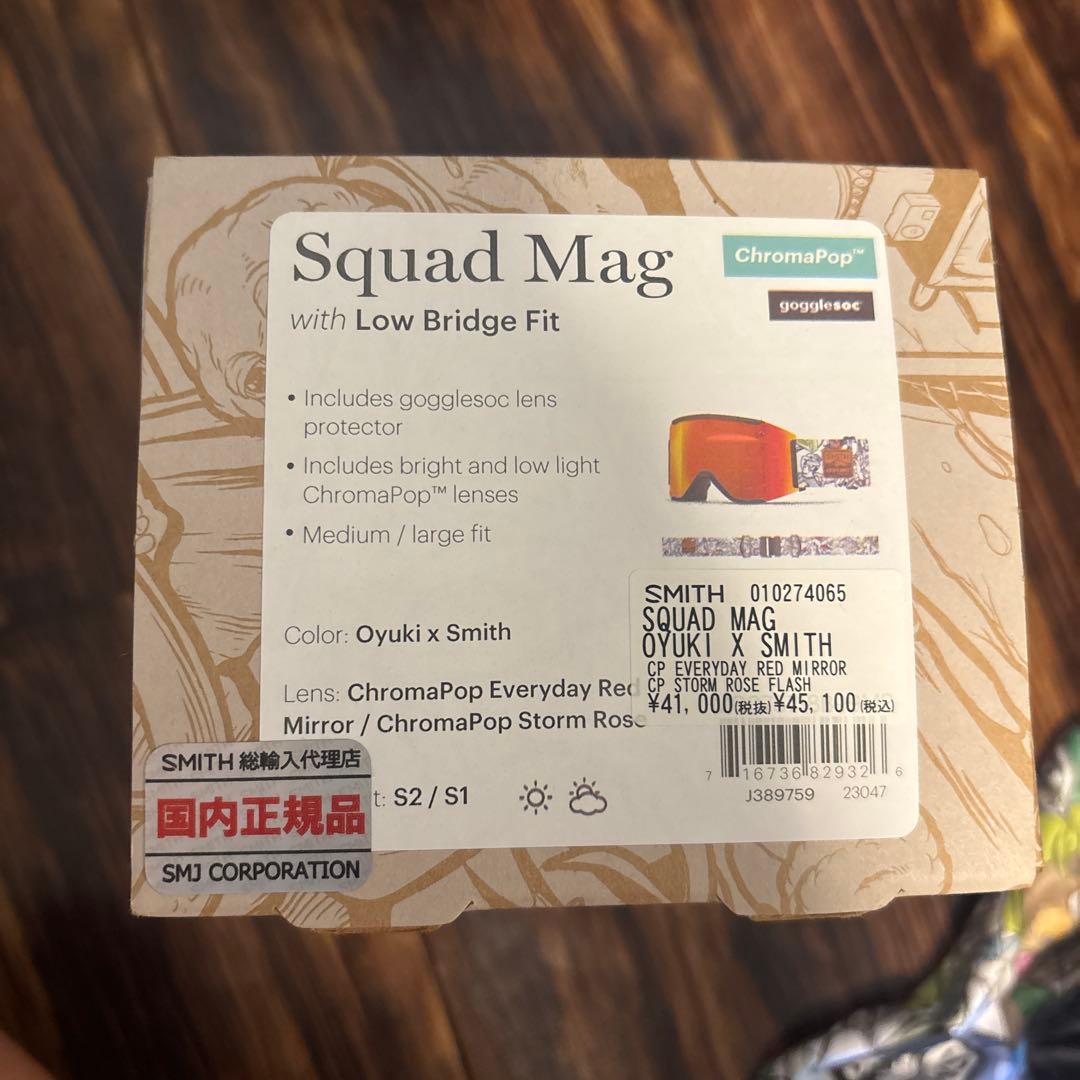 Squad Mag
with Low Bridge Fit
ChromaPop™
gogglesoc
• Includes gogglesoc lens
protector
• Includes bright and low light
ChromaPop™ lenses
• Medium / large fit
SMITH
Color: Oyuki x Smith
Lens: ChromaPop Everyday Red
Mirror / ChromaPop Storm Rose
t: S2 / S1
SMITH 010274065
SQUAD MAG
OYUKI X SMITH
CP EVERYDAY RED MIRROR
CP STORM ROSE FLASH
¥41,000(税抜)¥45,100(税込)
7 16736 82932 6
J389759 23047
SMITH 総輸入代理店
国内正規品
SMJ CORPORATION